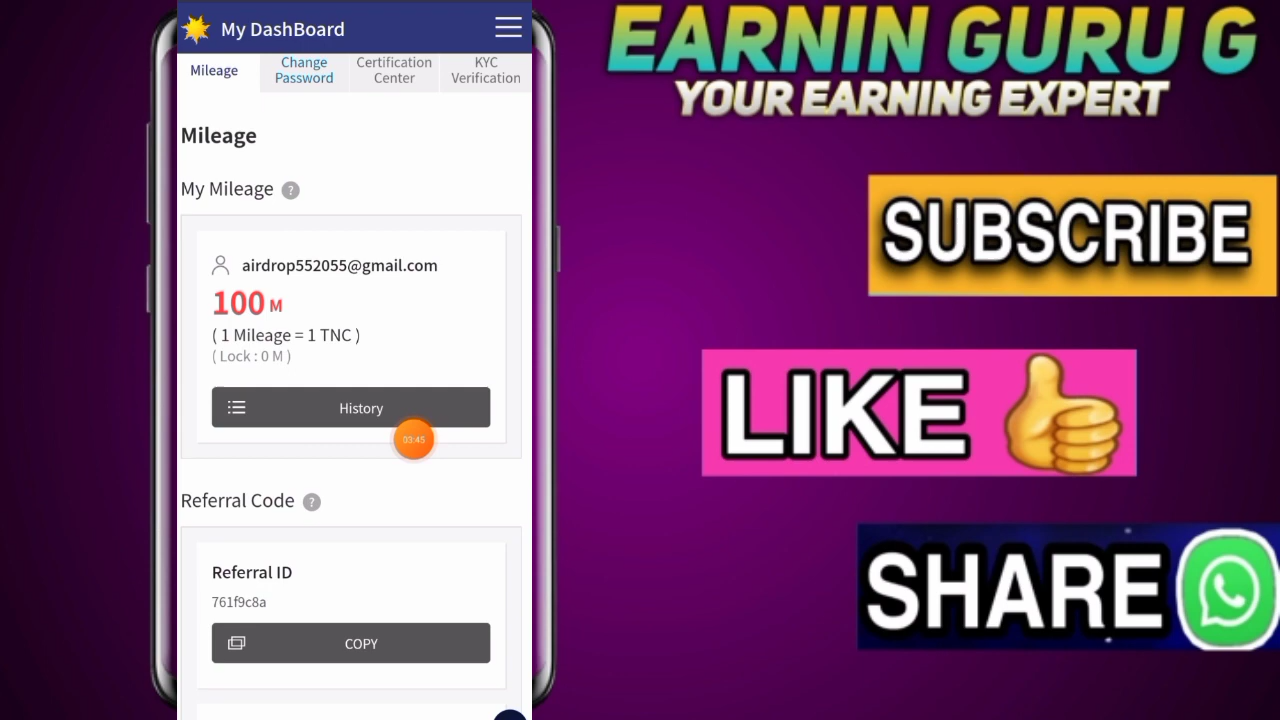 My DashBoard
Mileage
Change Password
Certification Center
KYC Verification
Mileage
My Mileage ?
airdrop552055@gmail.com
100 M
( 1 Mileage = 1 TNC )
( Lock : 0 M )
History
03:45
Referral Code ?
Referral ID
761f9c8a
COPY
EARNIN GURU G
YOUR EARNING EXPERT
SUBSCRIBE
LIKE
SHARE